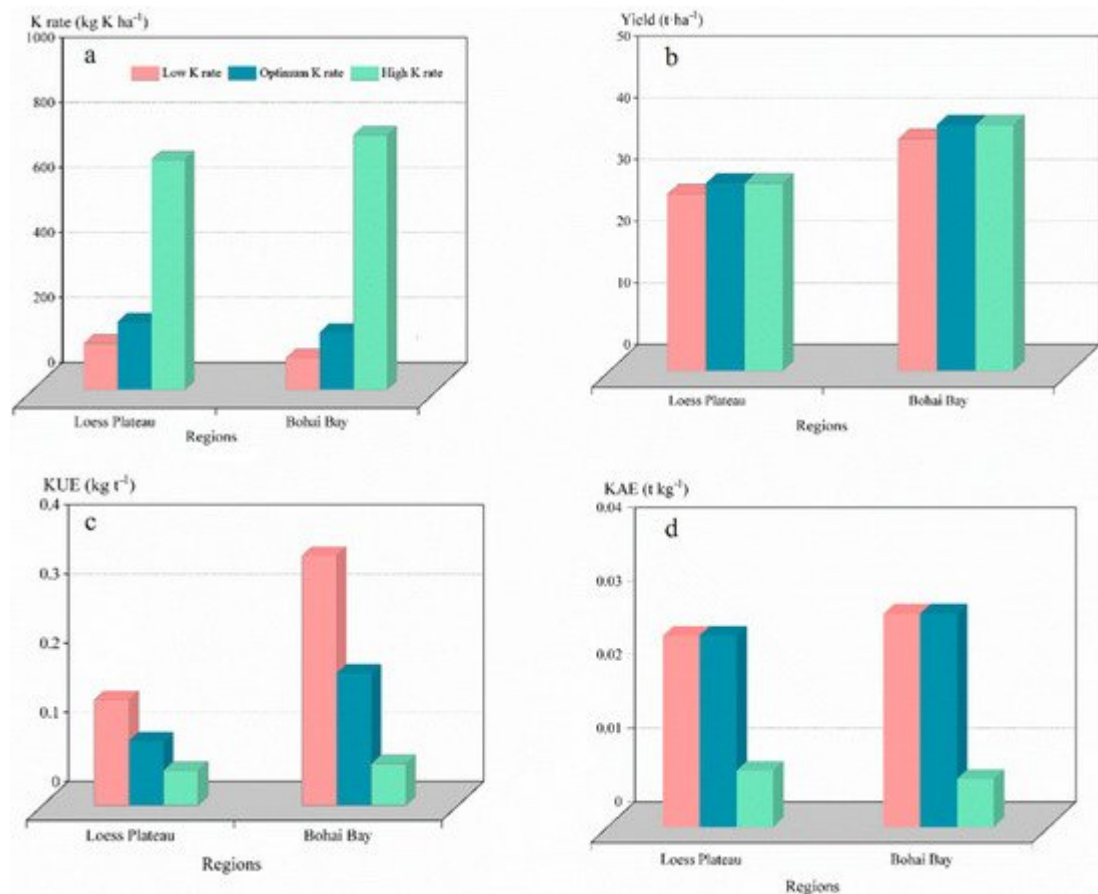 K rate (kg K ha⁻¹)
1000
a
Low K rate Optimum K rate High K rate
800
600
400
200
0
Loess Plateau Bohai Bay
Regions
Yield (t·ha⁻¹)
50
b
40
30
20
10
0
Loess Plateau Bohai Bay
Regions
KUE (kg t⁻¹)
0.4
c
0.3
0.2
0.1
0
Loess Plateau Bohai Bay
Regions
KAE (t kg⁻¹)
0.04
d
0.03
0.02
0.01
0
Loess Plateau Bohai Bay
Regions